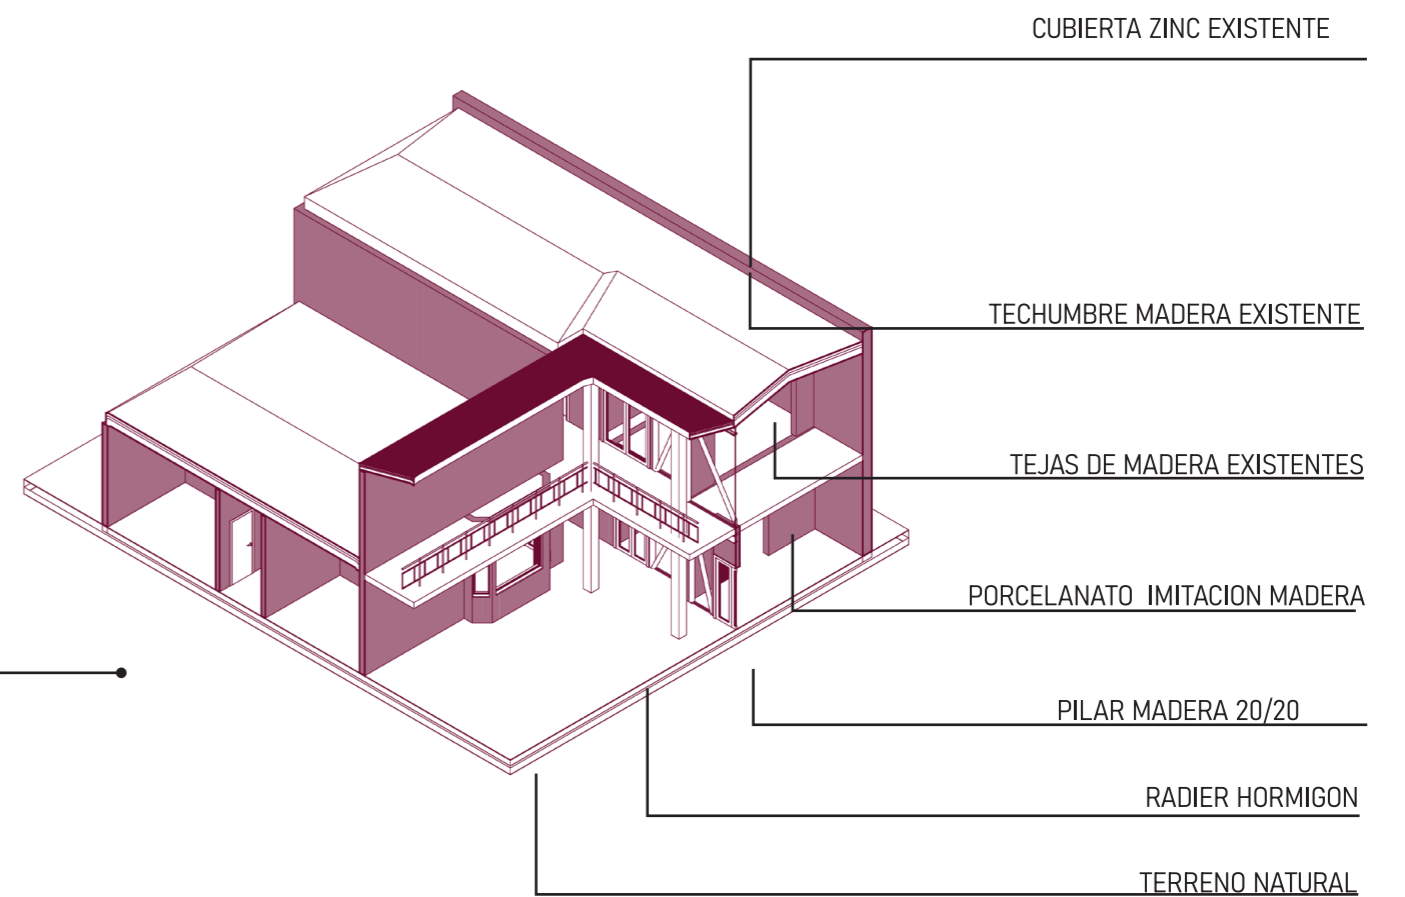 CUBIERTA ZINC EXISTENTE
TECHUMBRE MADERA EXISTENTE
TEJAS DE MADERA EXISTENTES
PORCELANATO IMITACION MADERA
PILAR MADERA 20/20
RADIER HORMIGON
TERRENO NATURAL